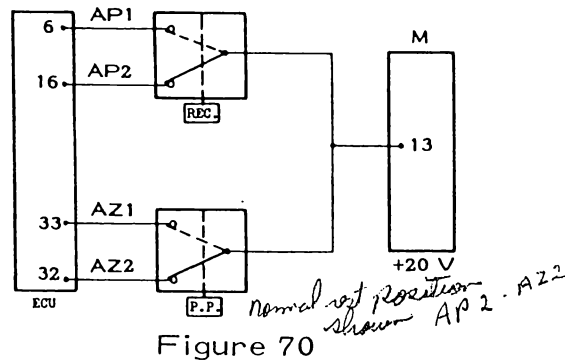 AP1
6
M
AP2
16
REC.
13
AZ1
33
AZ2
32
ECU
P.P.
+20 V
normal rest position
shown AP2 - AZ2
Figure 70